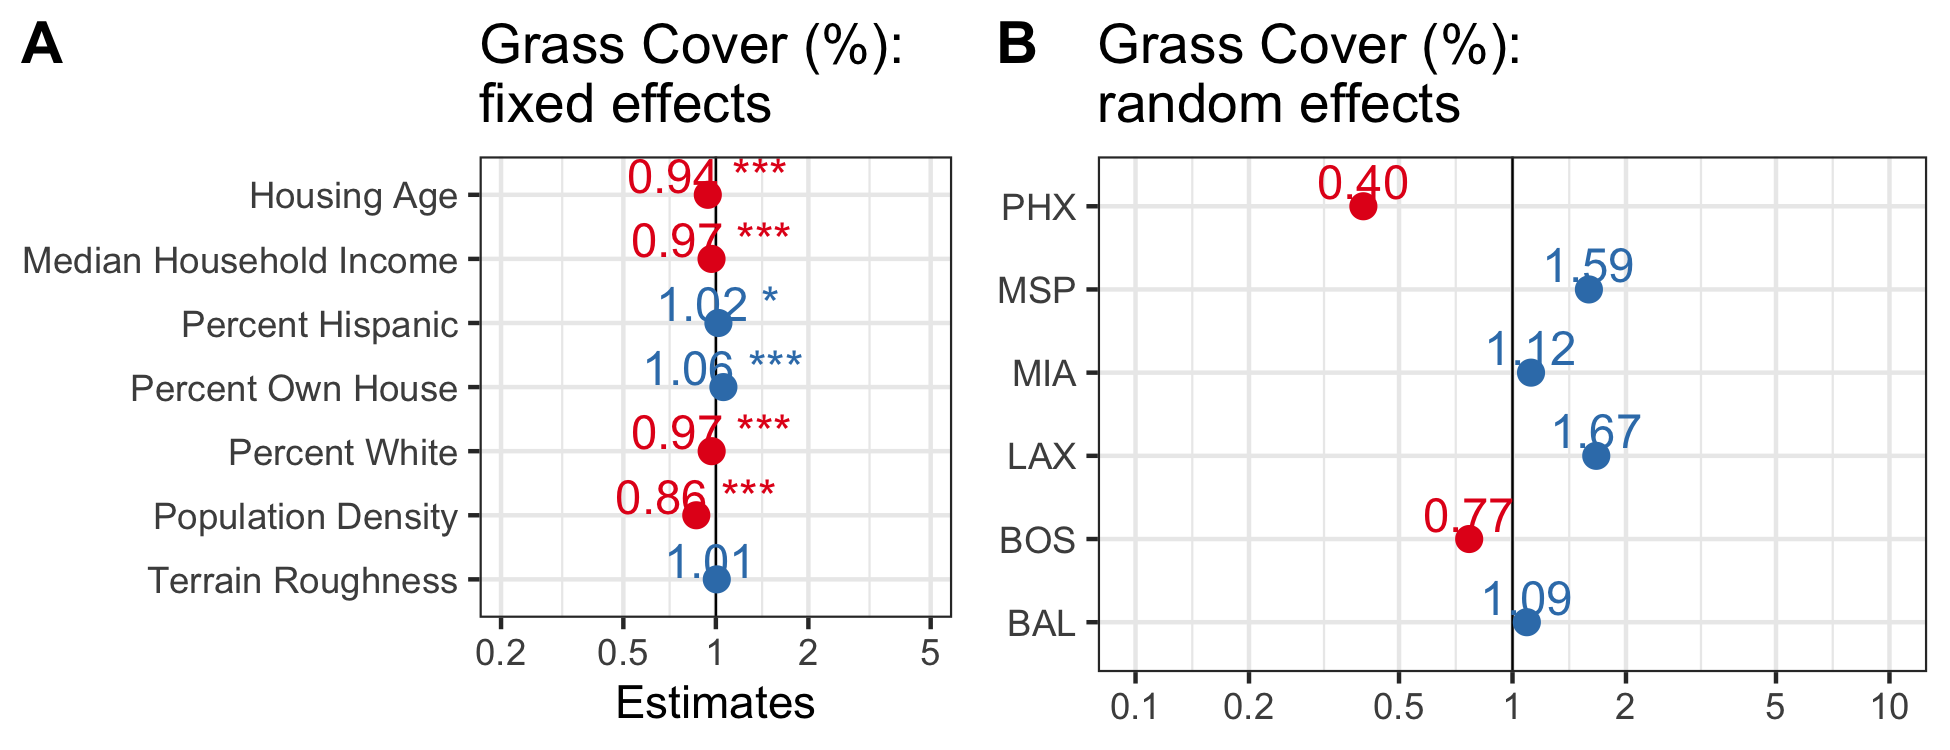 A
Grass Cover (%):
fixed effects
Housing Age
0.94 ***
Median Household Income
0.97 ***
Percent Hispanic
1.02 *
Percent Own House
1.06 ***
Percent White
0.97 ***
Population Density
0.86 ***
Terrain Roughness
1.01
0.2 0.5 1 2 5
Estimates
B
Grass Cover (%):
random effects
PHX
0.40
MSP
1.59
MIA
1.12
LAX
1.67
BOS
0.77
BAL
1.09
0.1 0.2 0.5 1 2 5 10